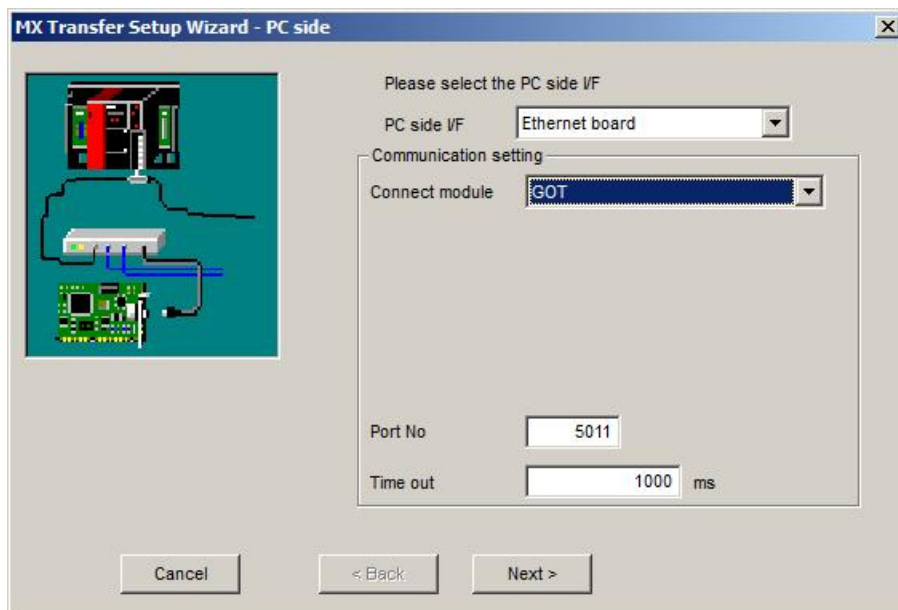 MX Transfer Setup Wizard - PC side
Please select the PC side I/F
PC side I/F Ethernet board
Communication setting
Connect module GOT
Port No 5011
Time out 1000 ms
Cancel < Back Next >